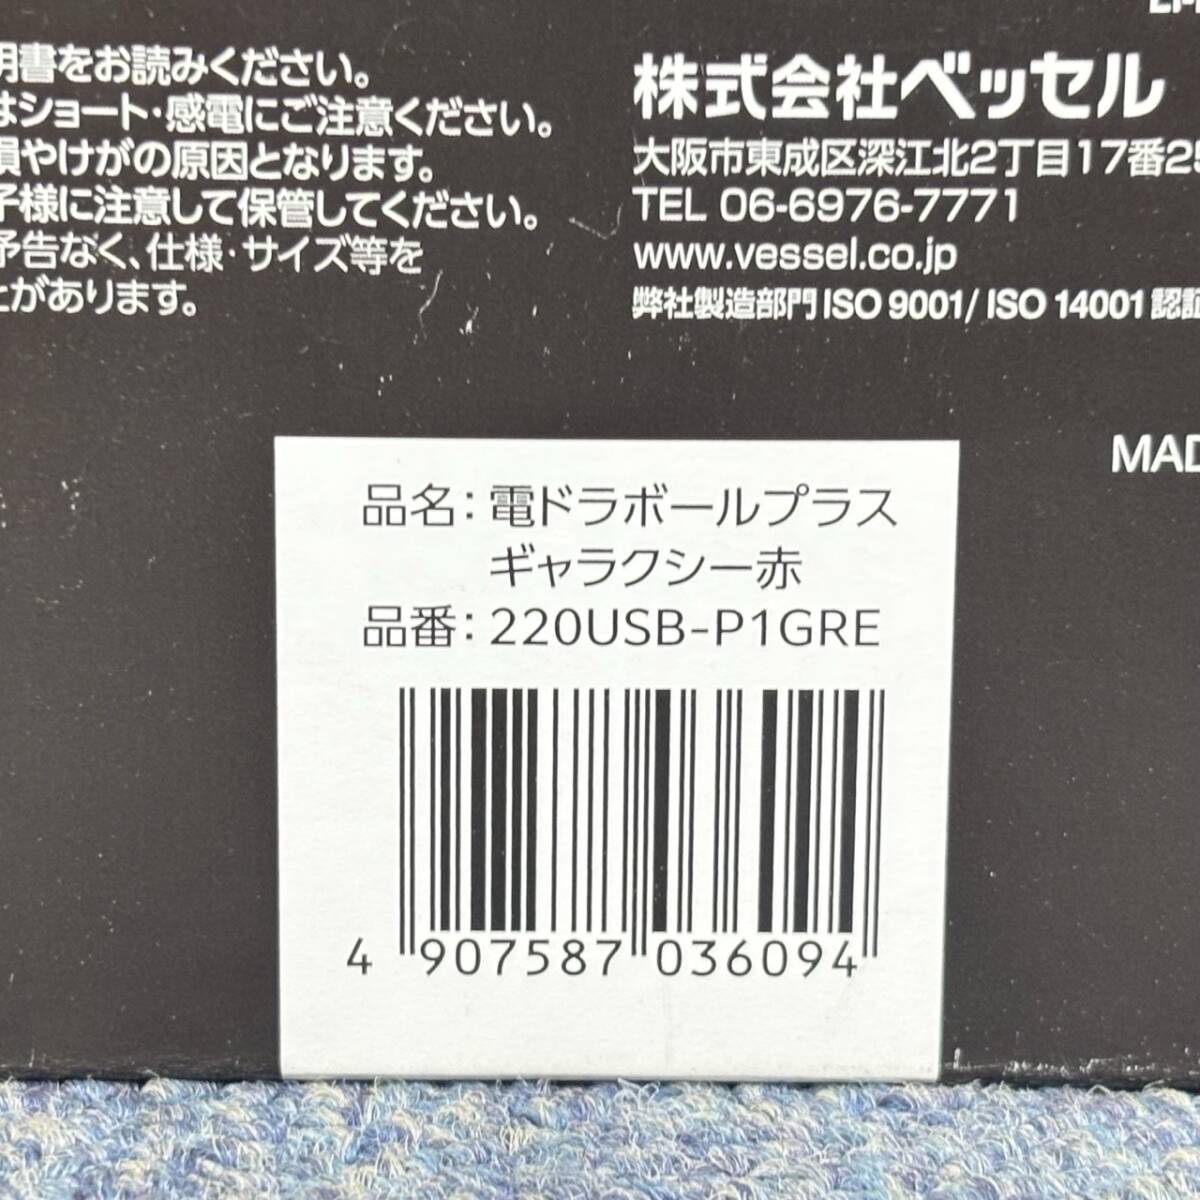 明書をお読みください。
はショート・感電にご注意ください。
損やけがの原因となります。
子様に注意して保管してください。
予告なく、仕様・サイズ等を
とがあります。
株式会社ベッセル
大阪市東成区深江北2丁目17番25
TEL 06-6976-7771
www.vessel.co.jp
弊社製造部門 ISO 9001/ ISO 14001 認証
MAD
品名：電ドラボールプラス
ギャラクシー赤
品番：220USB-P1GRE
4 907587 036094